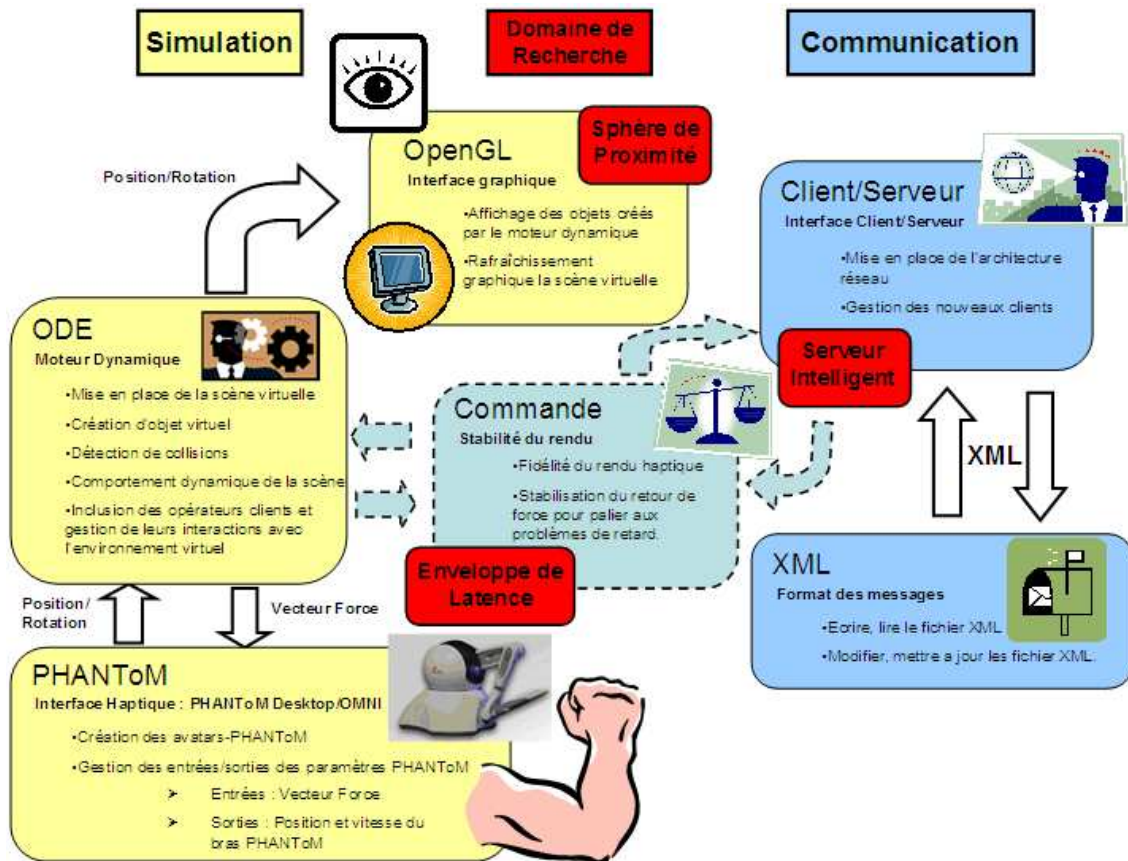 Simulation
Domaine de
Recherche
Communication
Sphère de
Proximité
OpenGL
Interface graphique
•Affichage des objets créés
par le moteur dynamique
•Rafraîchissement
graphique la scène virtuelle
Position/Rotation
Client/Serveur
Interface Client/Serveur
•Mise en place de l'architecture
réseau
•Gestion des nouveaux clients
Serveur
Intelligent
ODE
Moteur Dynamique
•Mise en place de la scène virtuelle
•Création d'objet virtuel
•Détection de collisions
•Comportement dynamique de la scène
•Inclusion des opérateurs clients et
gestion de leurs interactions avec
l'environnement virtuel
Commande
Stabilité du rendu
•Fidélité du rendu haptique
•Stabilisation du retour de
force pour palier aux
problèmes de retard.
Enveloppe de
Latence
XML
XML
Format des messages
•Ecrire, lire le fichier XML
•Modifier, mettre a jour les fichier XML.
Position/
Rotation
Vecteur Force
PHANToM
Interface Haptique : PHANToM Desktop/OMNI
•Création des avatars-PHANToM
•Gestion des entrées/sorties des paramètres PHANToM
➤ Entrées : Vecteur Force
➤ Sorties : Position et vitesse du
bras PHANToM